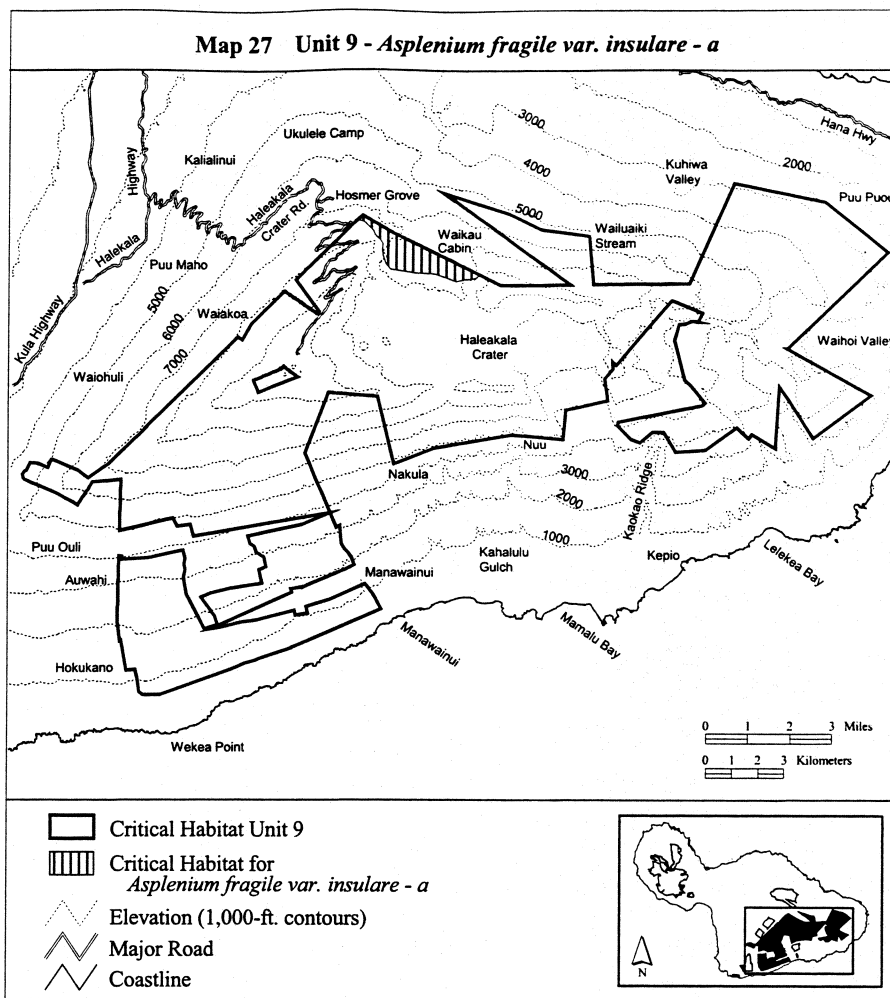 Map 27 Unit 9 - Asplenium fragile var. insulare - a
3000
Hana Hwy
Ukulele Camp
Highway
Kalialinui
4000
Kuhiwa
Valley
2000
Haleakala
Crater Rd.
Hosmer Grove
5000
Puu Puoe
Waikau
Cabin
Wailuaiki
Stream
Halekala
Puu Maho
5000
Kula Highway
6000
Waiakoa
7000
Haleakala
Crater
Waihoi Valley
Waiohuli
Nuu
Nakula
3000
2000
Kaokao Ridge
1000
Puu Ouli
Kahalulu
Gulch
Kepio
Lelekea Bay
Auwahi
Manawainui
Mamalu Bay
Manawainui
Hokukano
Wekea Point
0 1 2 3 Miles
0 1 2 3 Kilometers
Critical Habitat Unit 9
Critical Habitat for
Asplenium fragile var. insulare - a
Elevation (1,000-ft. contours)
Major Road
Coastline
N